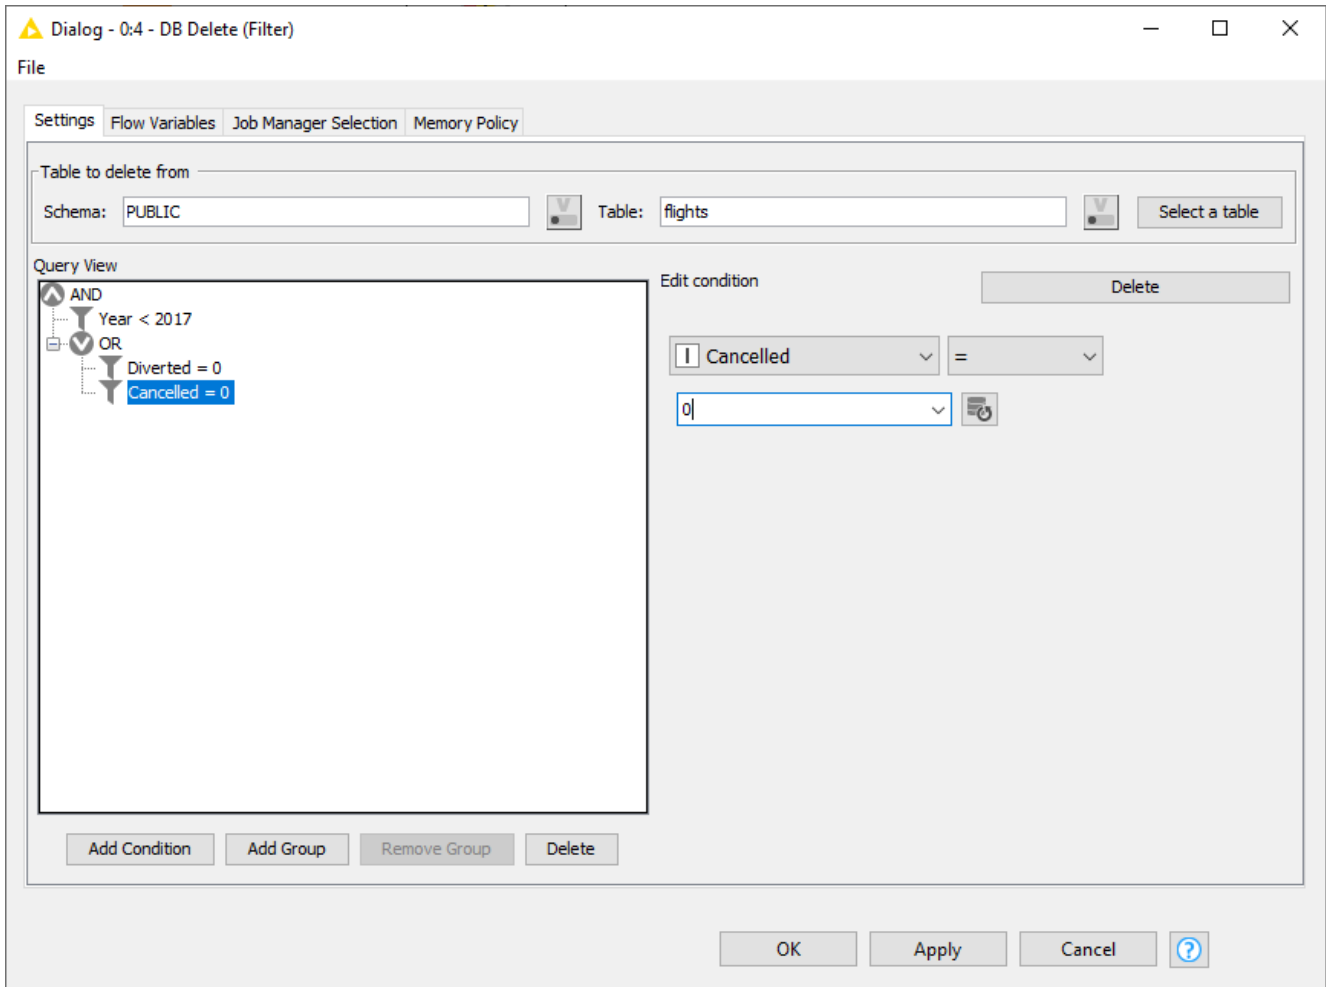 Dialog - 0:4 - DB Delete (Filter)
File
Settings Flow Variables Job Manager Selection Memory Policy
Table to delete from
Schema: PUBLIC V Table: flights V Select a table
Query View
Edit condition Delete
AND
Year < 2017
OR
Diverted = 0
Cancelled = 0
I Cancelled =
0
Add Condition Add Group Remove Group Delete
OK Apply Cancel ?